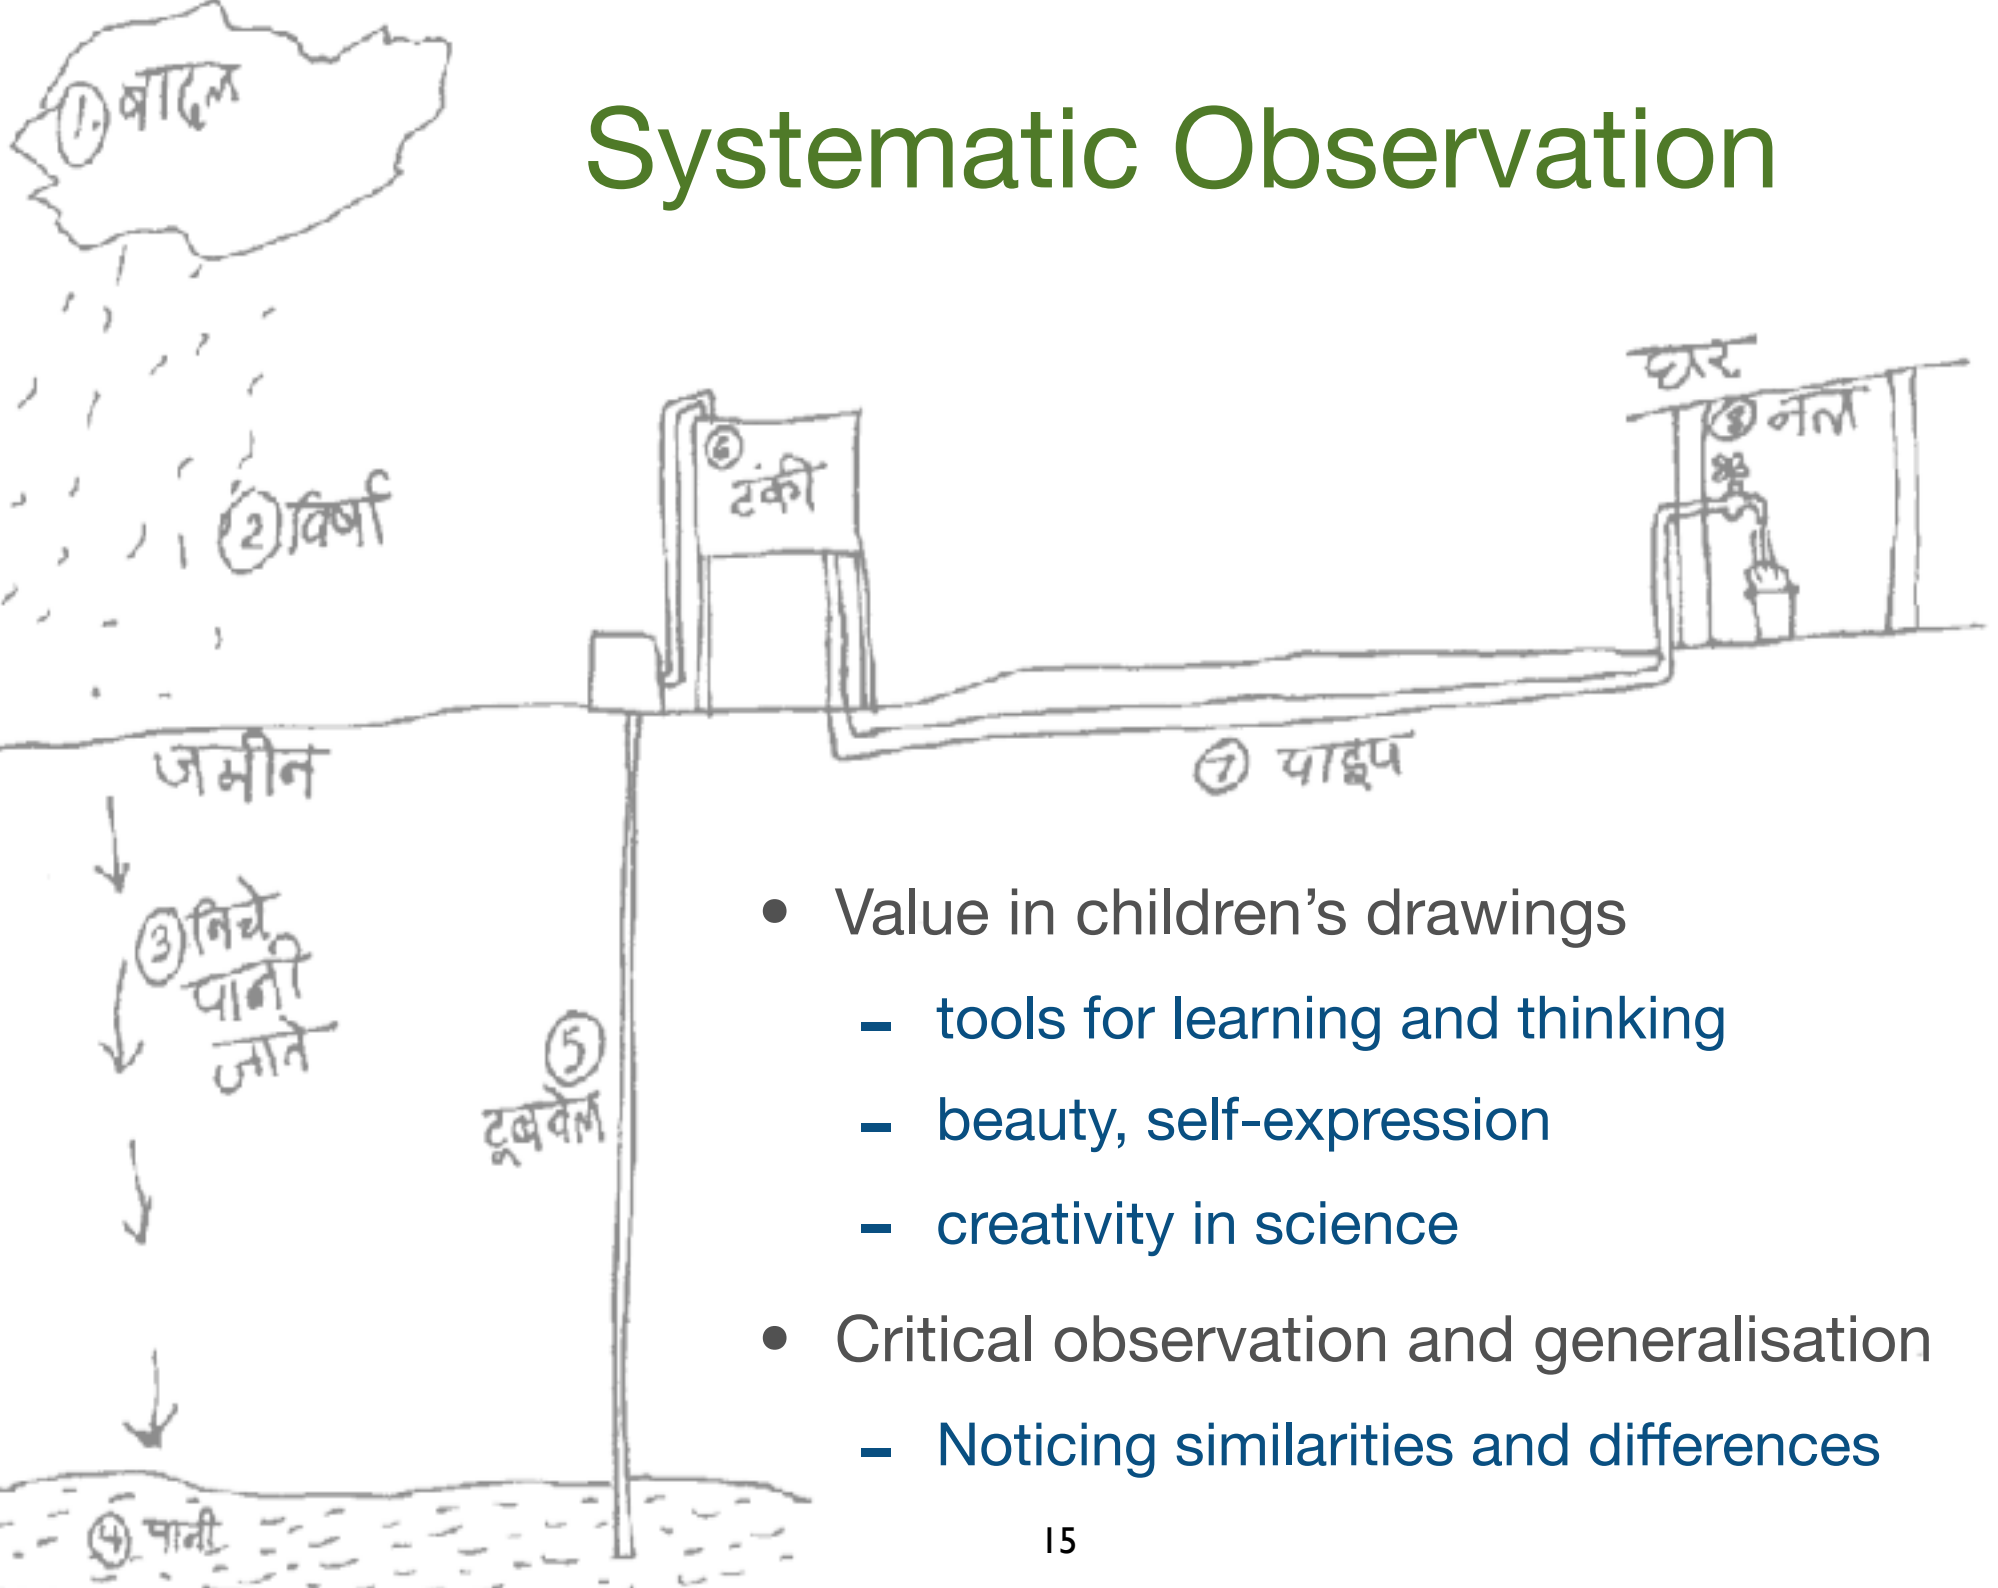 1. बादल
Systematic Observation
घर
8 नल
6
टंकी
2 विर्षा
जमीन
7 पाइप
3 निचे
पानी
जाते
5
टूबवेल
4 पानी
• Value in children’s drawings
– tools for learning and thinking
– beauty, self-expression
– creativity in science
• Critical observation and generalisation
– Noticing similarities and differences
15